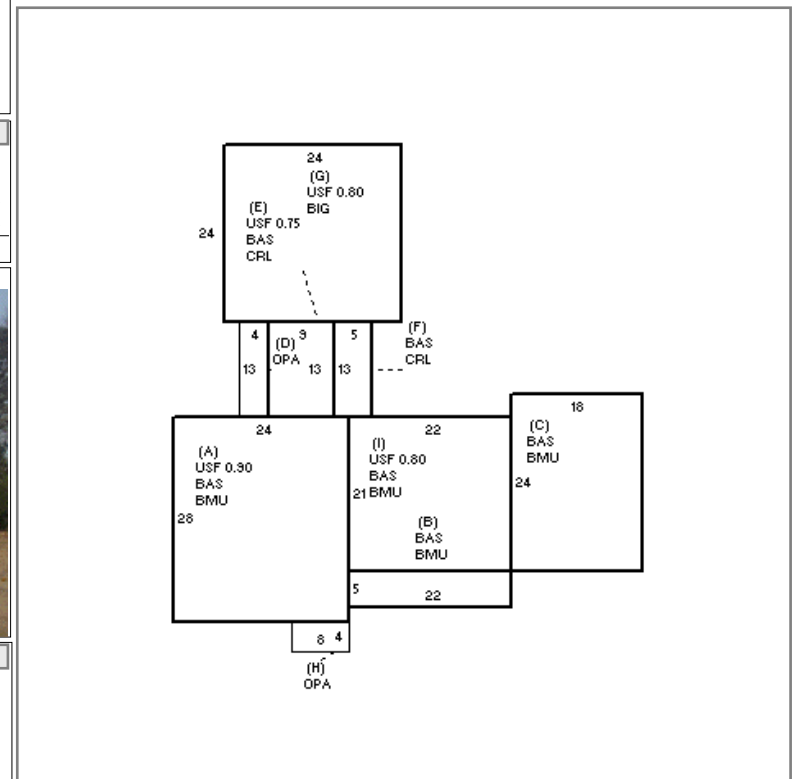 24
(G)
USF 0.80
BIG
(E)
USF 0.75
BAS
CRL
24
4
9
5
(D)
OPA
13
13
13
(F)
BAS
CRL
24
(A)
USF 0.90
BAS
BMU
28
22
(I)
USF 0.80
BAS
BMU
21
(B)
BAS
BMU
18
(C)
BAS
BMU
24
5
22
8
4
(H)
OPA